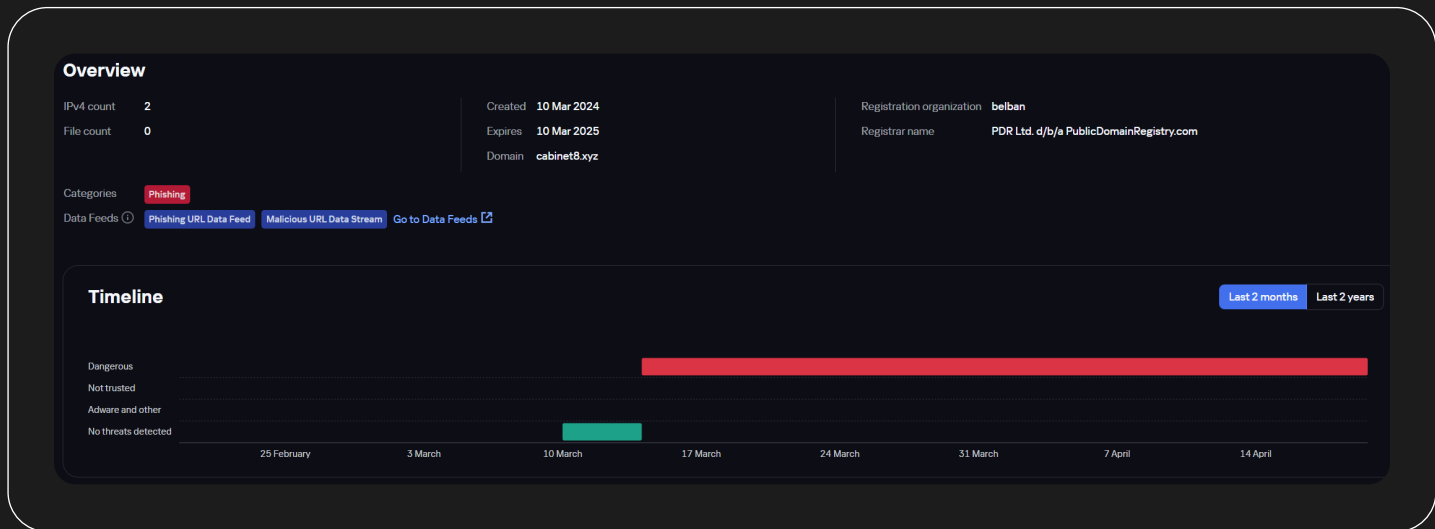 Overview
IPv4 count 2
File count 0
Created 10 Mar 2024
Expires 10 Mar 2025
Domain cabinet8.xyz
Registration organization belban
Registrar name PDR Ltd. d/b/a PublicDomainRegistry.com
Categories Phishing
Data Feeds Phishing URL Data Feed Malicious URL Data Stream Go to Data Feeds
Timeline
Last 2 months Last 2 years
Dangerous
Not trusted
Adware and other
No threats detected
25 February 3 March 10 March 17 March 24 March 31 March 7 April 14 April